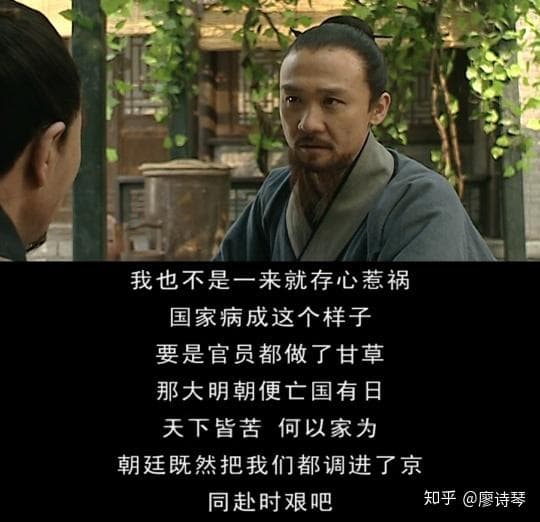 我也不是一来就存心惹祸
国家病成这个样子
要是官员都做了甘草
那大明朝便亡国有日
天下皆苦 何以家为
朝廷既然把我们都调进了京
同赴时艰吧
知乎 @廖诗琴